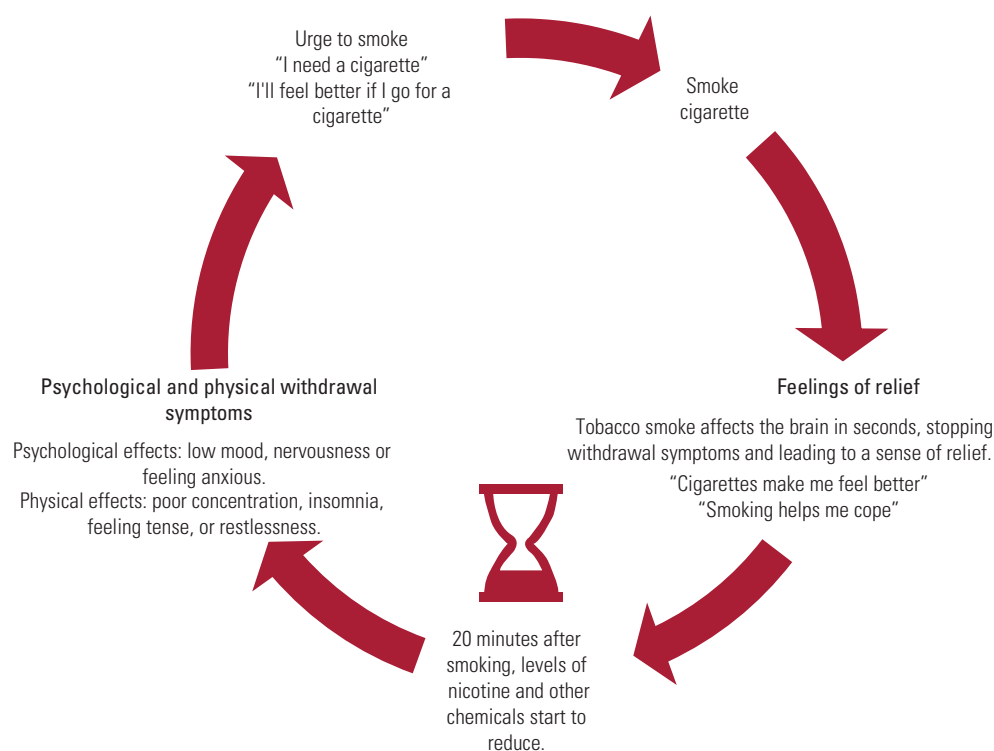 Urge to smoke
“I need a cigarette”
“I'll feel better if I go for a
cigarette”
Smoke
cigarette
Feelings of relief
Tobacco smoke affects the brain in seconds, stopping
withdrawal symptoms and leading to a sense of relief.
“Cigarettes make me feel better”
“Smoking helps me cope”
20 minutes after
smoking, levels of
nicotine and other
chemicals start to
reduce.
Psychological and physical withdrawal
symptoms
Psychological effects: low mood, nervousness or
feeling anxious.
Physical effects: poor concentration, insomnia,
feeling tense, or restlessness.